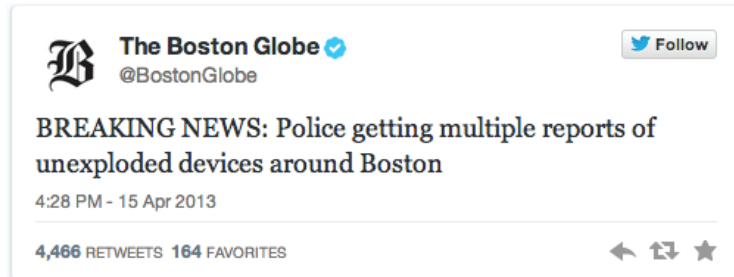 B
The Boston Globe
Follow
@BostonGlobe
BREAKING NEWS: Police getting multiple reports of
unexploded devices around Boston
4:28 PM - 15 Apr 2013
4,466 RETWEETS 164 FAVORITES